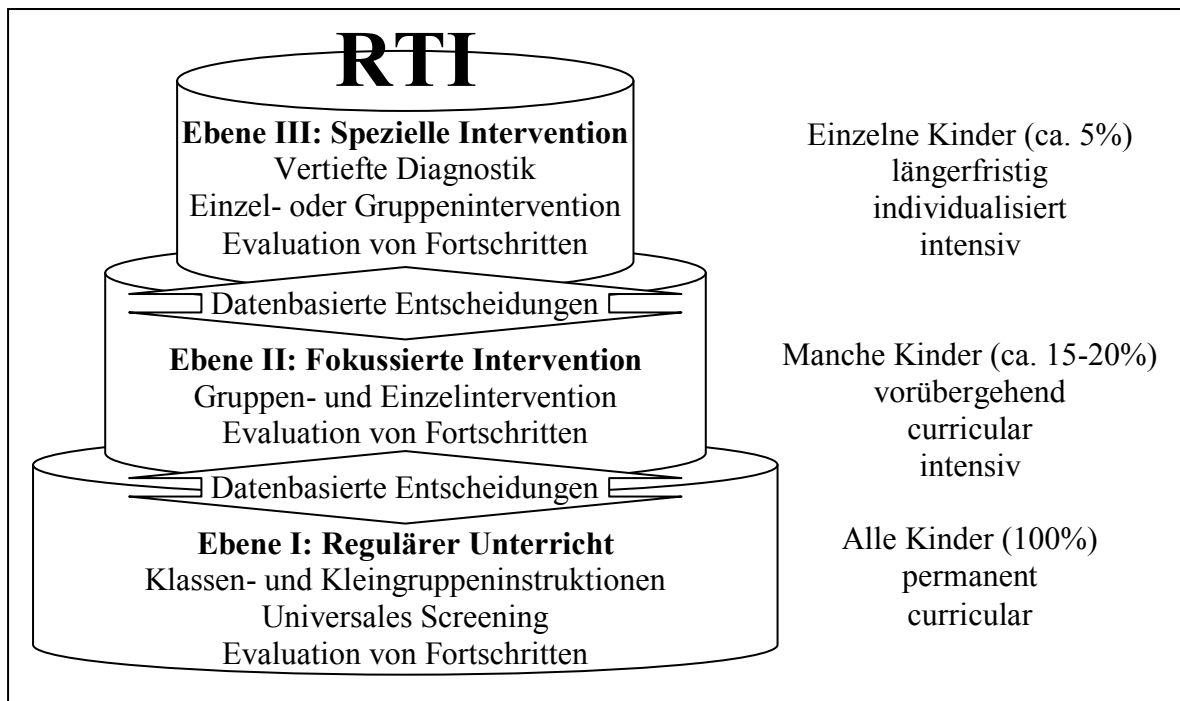 RTI
Ebene III: Spezielle Intervention
Vertiefte Diagnostik
Einzel- oder Gruppenintervention
Evaluation von Fortschritten
Einzelne Kinder (ca. 5%)
längerfristig
individualisiert
intensiv
Datenbasierte Entscheidungen
Ebene II: Fokussierte Intervention
Gruppen- und Einzelintervention
Evaluation von Fortschritten
Manche Kinder (ca. 15-20%)
vorübergehend
curricular
intensiv
Datenbasierte Entscheidungen
Ebene I: Regulärer Unterricht
Klassen- und Kleingruppeninstruktionen
Universales Screening
Evaluation von Fortschritten
Alle Kinder (100%)
permanent
curricular